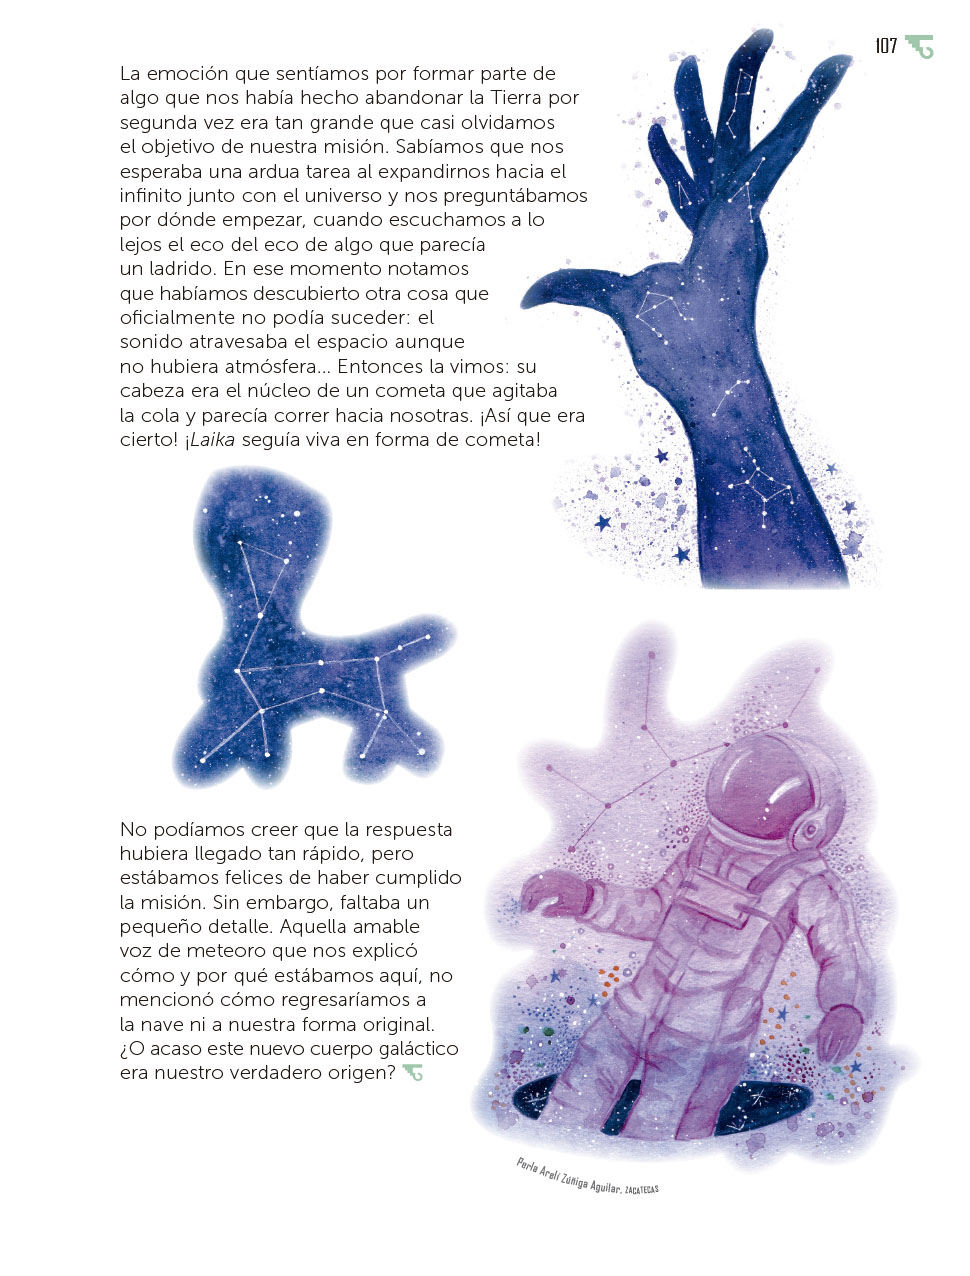 107
La emoción que sentíamos por formar parte de
algo que nos había hecho abandonar la Tierra por
segunda vez era tan grande que casi olvidamos
el objetivo de nuestra misión. Sabíamos que nos
esperaba una ardua tarea al expandirnos hacia el
infinito junto con el universo y nos preguntábamos
por dónde empezar, cuando escuchamos a lo
lejos el eco del eco de algo que parecía
un ladrido. En ese momento notamos
que habíamos descubierto otra cosa que
oficialmente no podía suceder: el
sonido atravesaba el espacio aunque
no hubiera atmósfera... Entonces la vimos: su
cabeza era el núcleo de un cometa que agitaba
la cola y parecía correr hacia nosotras. ¡Así que era
cierto! ¡Laika seguía viva en forma de cometa!
No podíamos creer que la respuesta
hubiera llegado tan rápido, pero
estábamos felices de haber cumplido
la misión. Sin embargo, faltaba un
pequeño detalle. Aquella amable
voz de meteoro que nos explicó
cómo y por qué estábamos aquí, no
mencionó cómo regresaríamos a
la nave ni a nuestra forma original.
¿O acaso este nuevo cuerpo galáctico
era nuestro verdadero origen?
Perla Arelí Zúñiga Aguilar, ZACATECAS